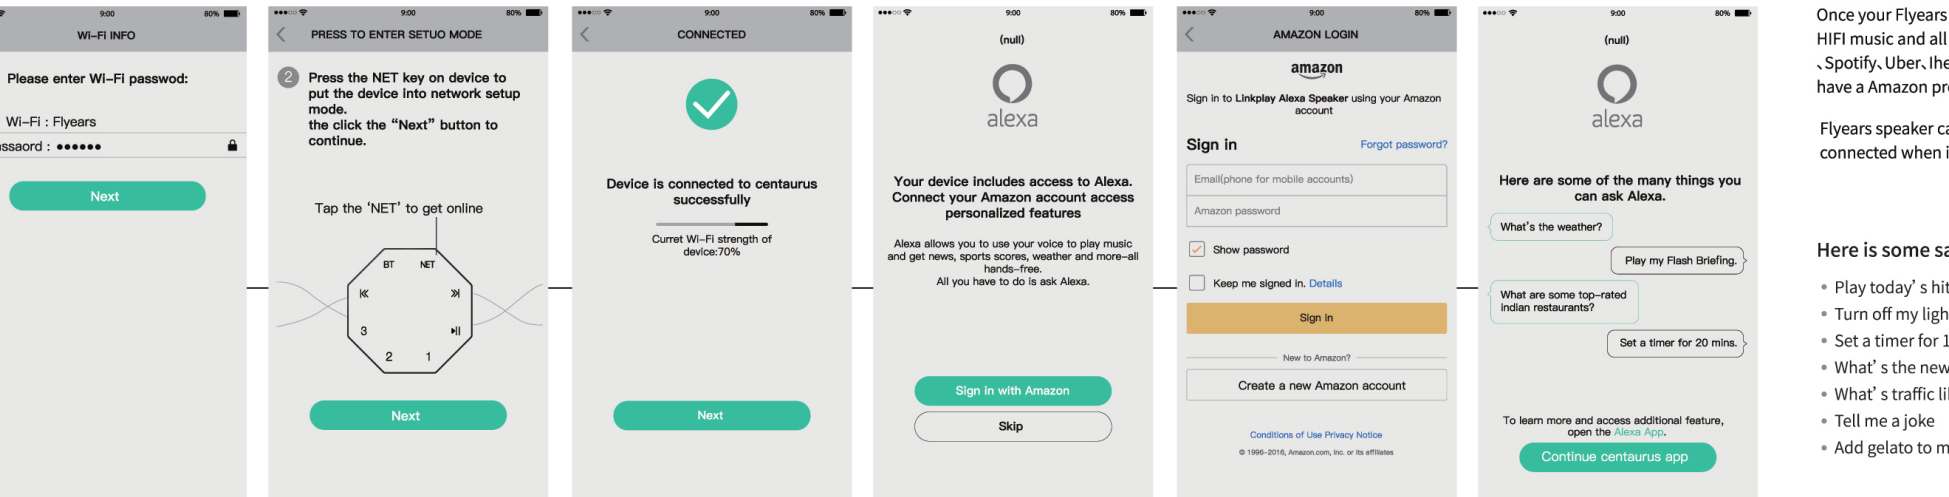 9:00
80%
Wi-Fi INFO
Please enter Wi-Fi passwod:
Wi-Fi : Flyears
ssaord : ●●●●●●
Next
9:00
80%
PRESS TO ENTER SETUO MODE
2 Press the NET key on device to
put the device into network setup
mode.
the click the “Next” button to
continue.
Tap the ‘NET’ to get online
BT NET
3
2 1
Next
9:00
80%
CONNECTED
Device is connected to centaurus
successfully
Curret Wi-Fi strength of
device:70%
Next
9:00
80%
(null)
alexa
Your device includes access to Alexa.
Connect your Amazon account access
personalized features
Alexa allows you to use your voice to play music
and get news, sports scores, weather and more-all
hands-free.
All you have to do is ask Alexa.
Sign in with Amazon
Skip
9:00
80%
AMAZON LOGIN
amazon
Sign in to Linkplay Alexa Speaker using your Amazon
account
Sign in Forgot password?
Email(phone for mobile accounts)
Amazon password
Show password
Keep me signed in. Details
Sign in
New to Amazon?
Create a new Amazon account
Conditions of Use Privacy Notice
© 1996-2016, Amazon.com, Inc. or its affiliates
9:00
80%
(null)
alexa
Here are some of the many things you
can ask Alexa.
What's the weather?
Play my Flash Briefing.
What are some top-rated
indian restaurants?
Set a timer for 20 mins.
To learn more and access additional feature,
open the Alexa App.
Continue centaurus app
Once your Flyears
HIFI music and all
、Spotify、Uber、Ihe
have a Amazon pr
Flyears speaker ca
connected when i
Here is some sa
• Play today's hit
• Turn off my ligh
• Set a timer for 1
• What's the new
• What's traffic li
• Tell me a joke
• Add gelato to m